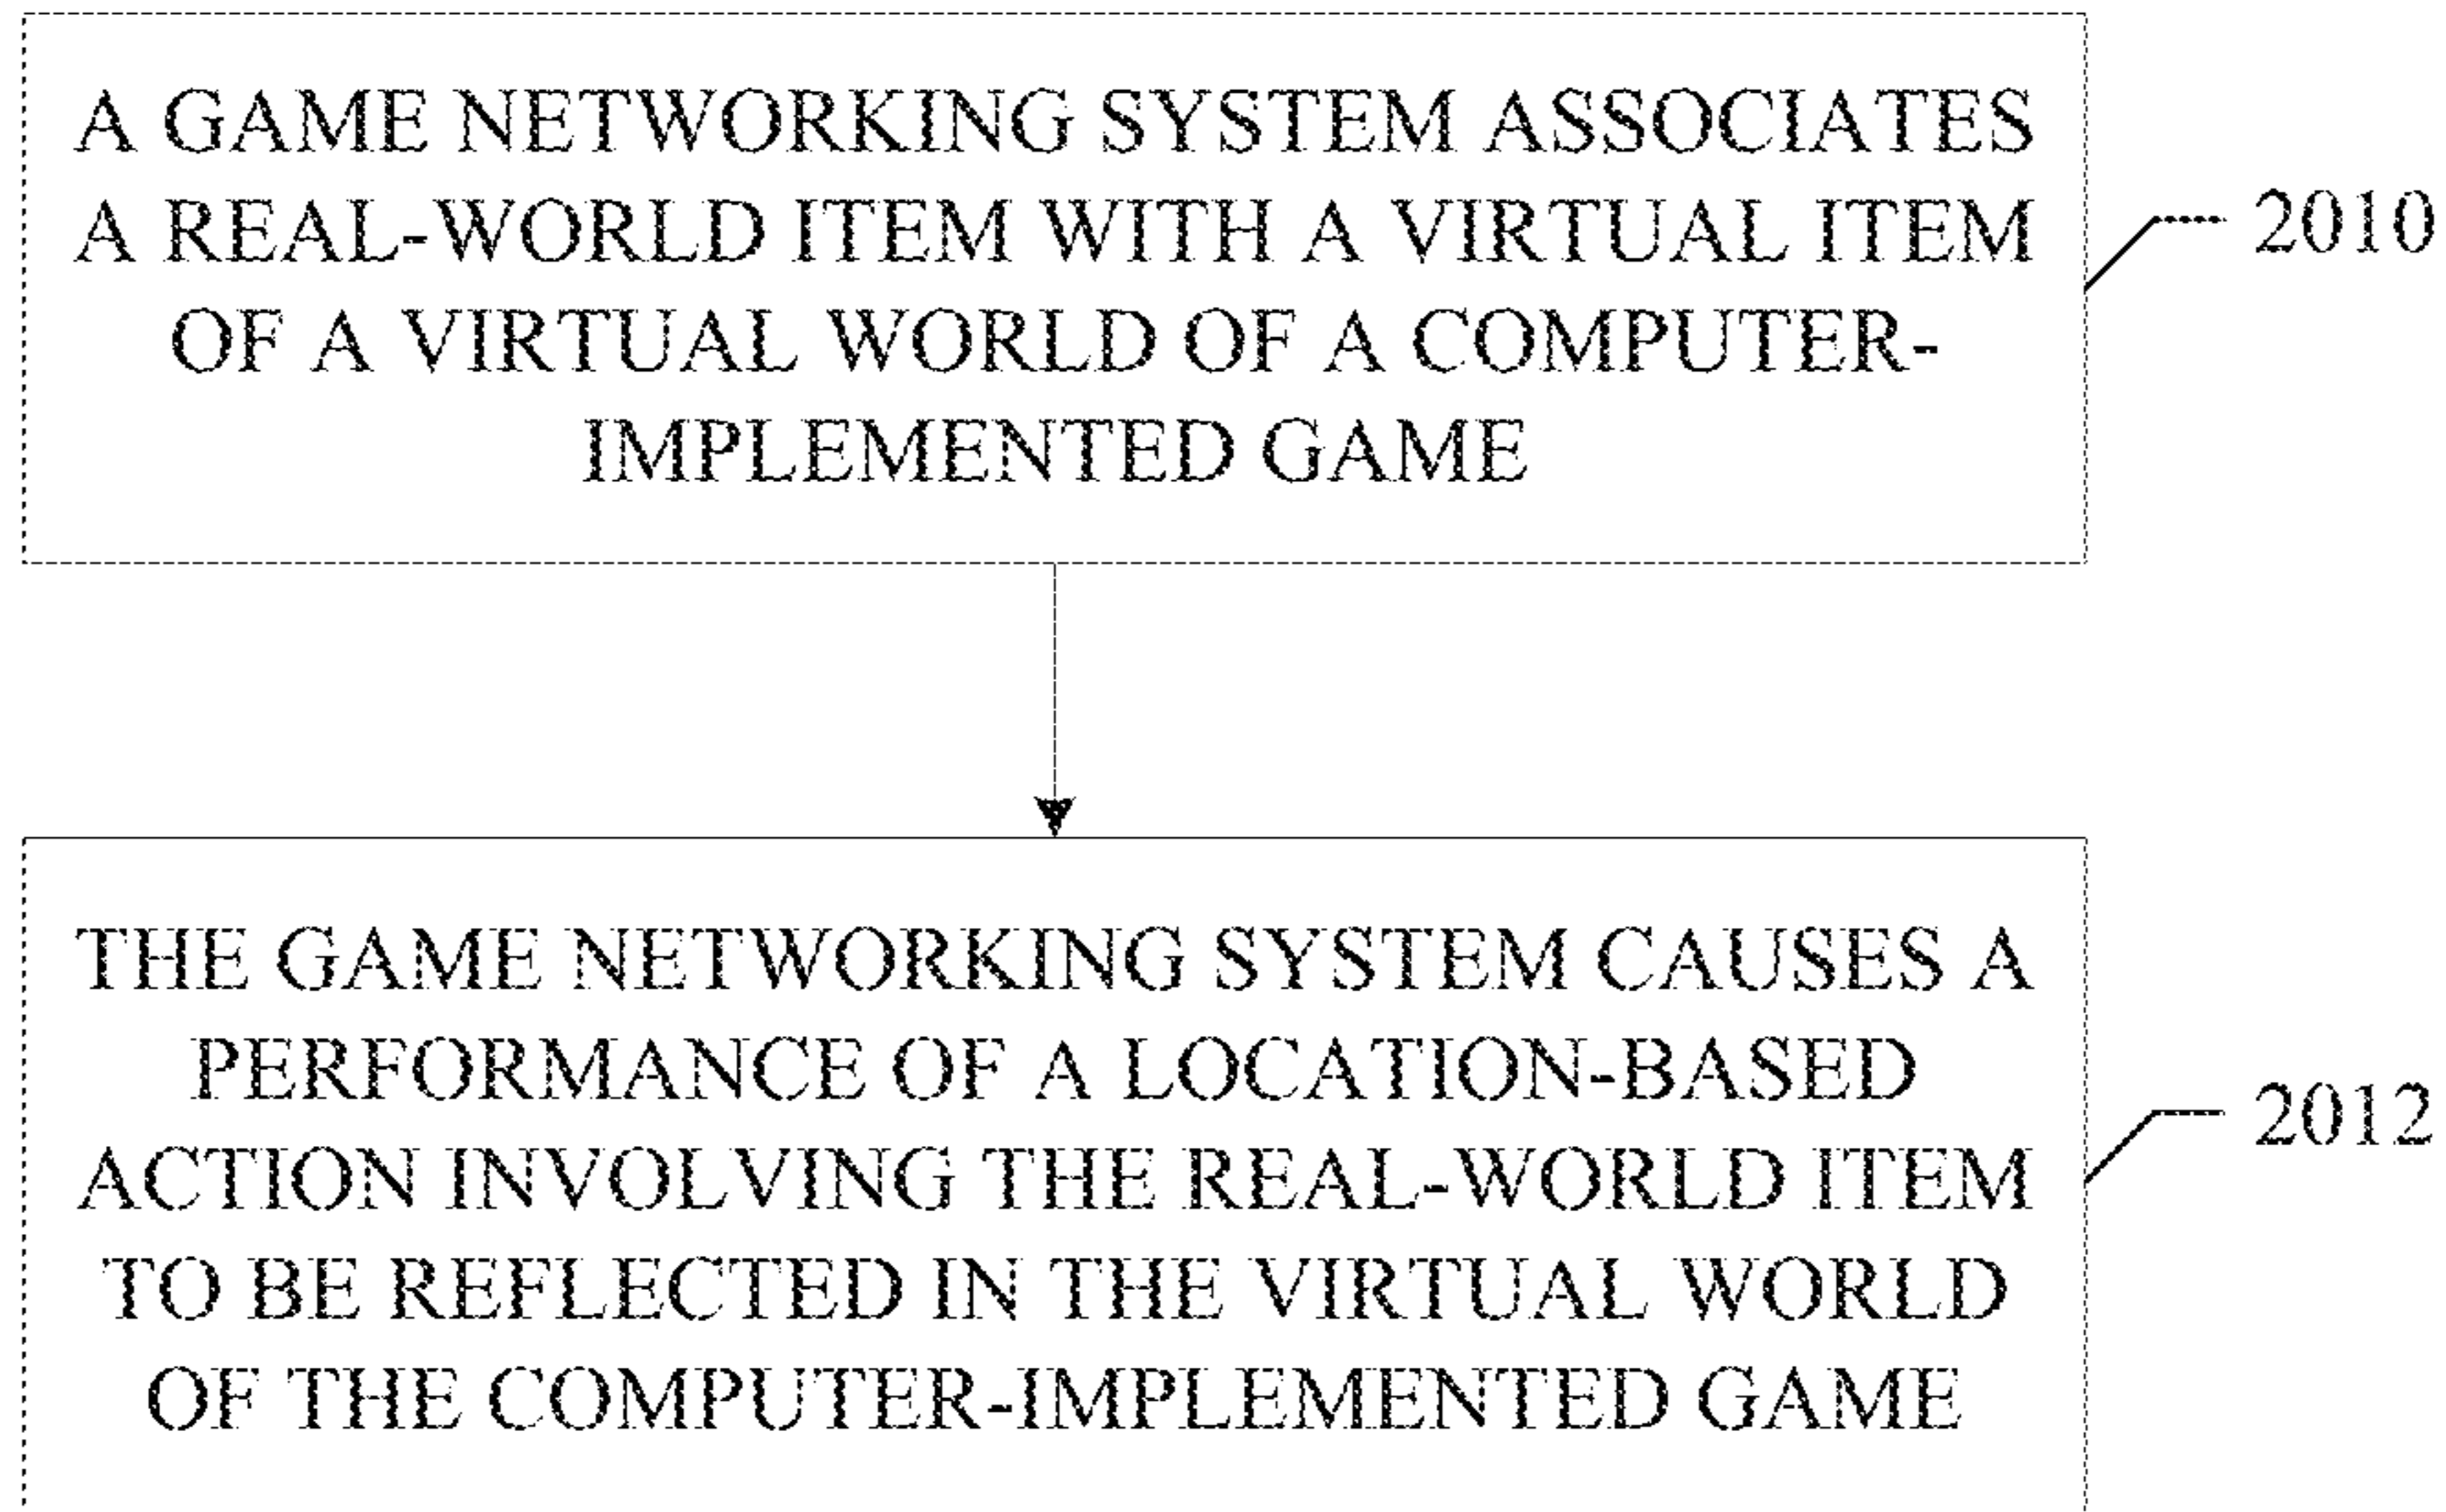 A GAME NETWORKING SYSTEM ASSOCIATES
A REAL-WORLD ITEM WITH A VIRTUAL ITEM
OF A VIRTUAL WORLD OF A COMPUTER-
IMPLEMENTED GAME
2010
THE GAME NETWORKING SYSTEM CAUSES A
PERFORMANCE OF A LOCATION-BASED
ACTION INVOLVING THE REAL-WORLD ITEM
TO BE REFLECTED IN THE VIRTUAL WORLD
OF THE COMPUTER-IMPLEMENTED GAME
2012